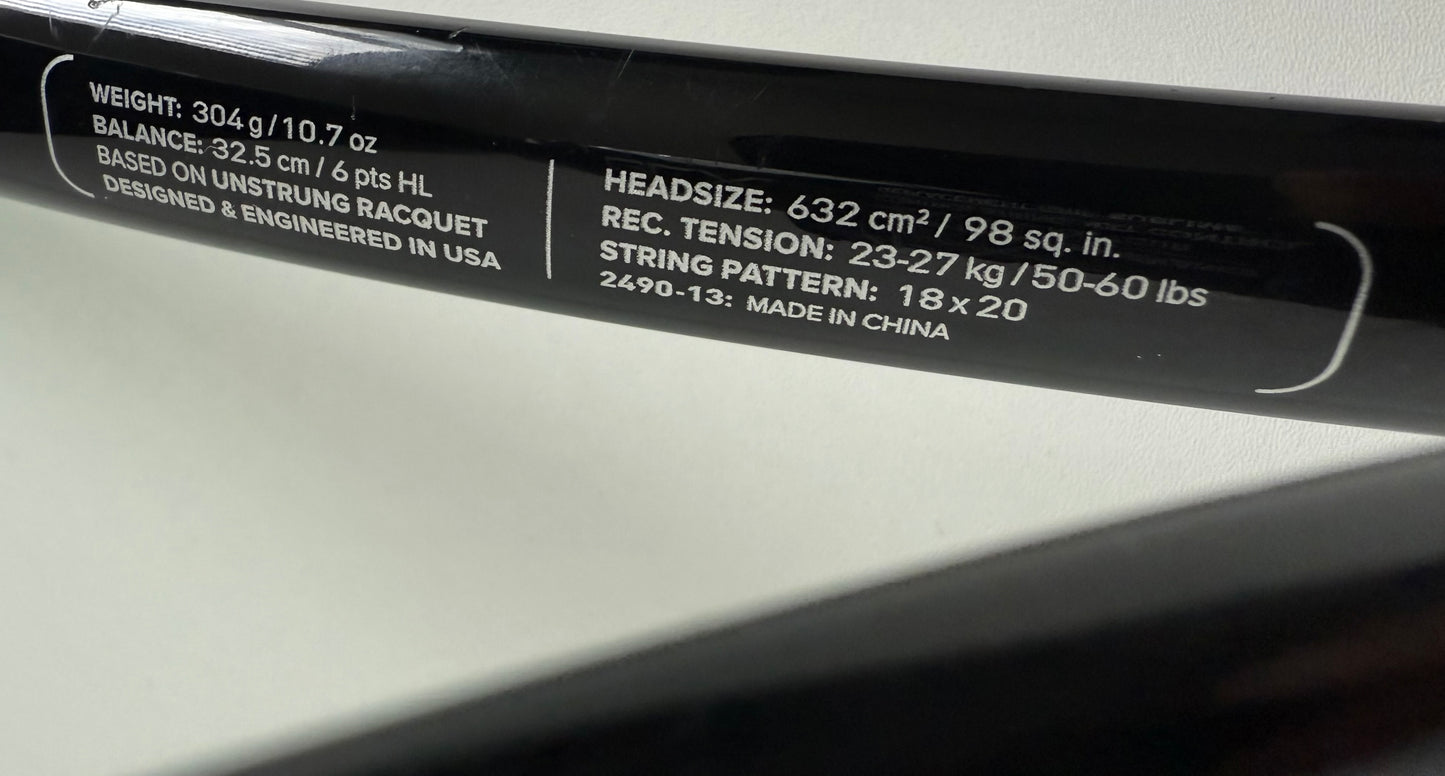 WEIGHT: 304 g / 10.7 oz
BALANCE: 32.5 cm / 6 pts HL
BASED ON UNSTRUNG RACQUET
DESIGNED & ENGINEERED IN USA
HEADSIZE: 632 cm² / 98 sq. in.
REC. TENSION: 23-27 kg / 50-60 lbs
STRING PATTERN: 18 x 20
2490-13: MADE IN CHINA